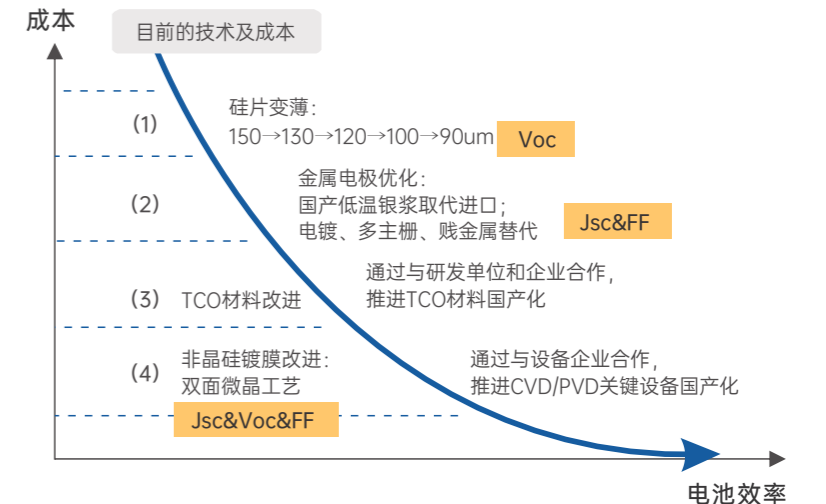 成本
目前的技术及成本
(1)
硅片变薄：
150→130→120→100→90um
Voc
(2)
金属电极优化：
国产低温银浆取代进口；
电镀、多主栅、贱金属替代
Jsc&FF
(3)
TCO材料改进
通过与研发单位和企业合作，
推进TCO材料国产化
(4)
非晶硅镀膜改进：
双面微晶工艺
Jsc&Voc&FF
通过与设备企业合作，
推进CVD/PVD关键设备国产化
电池效率